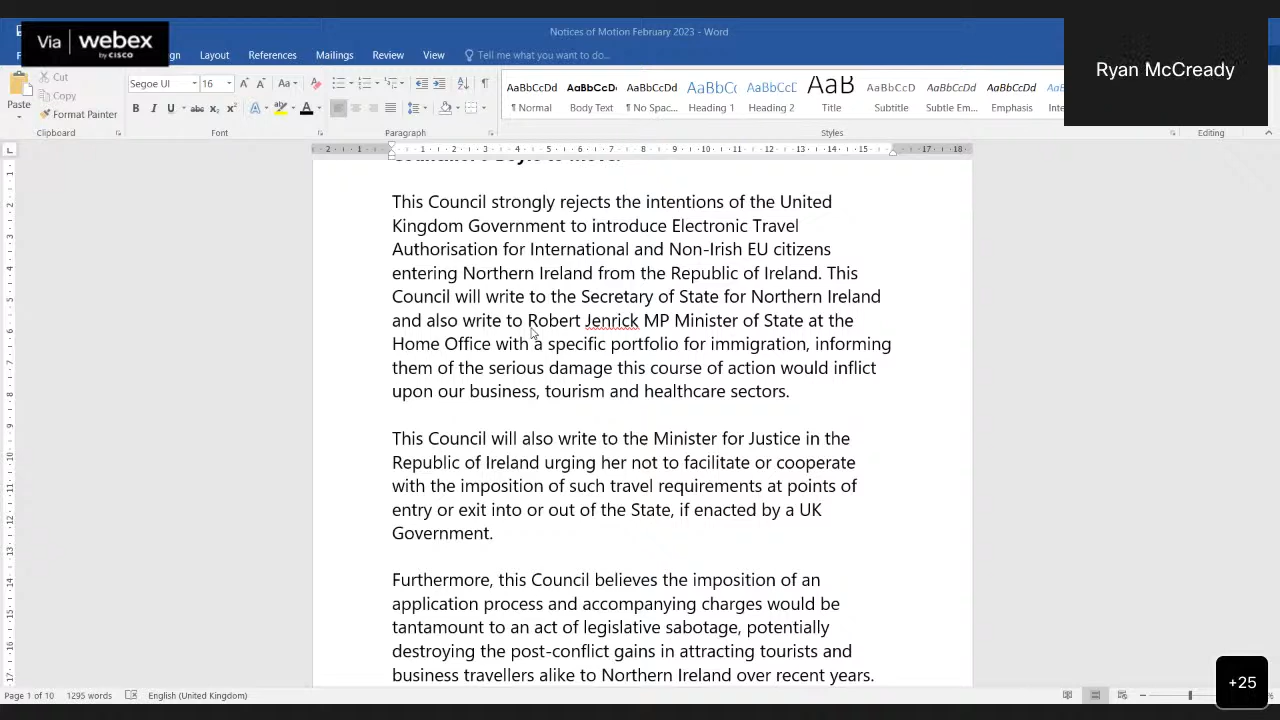 Via webex
by CISCO
Notices of Motion February 2023 - Word
Ryan McCready
Layout References Mailings Review View Tell me what you want to do...
Paste
Cut
Copy
Format Painter
Clipboard
Segoe UI 16
Font
Paragraph
AaBbCcDd AaBbCcDc AaBbCcDd AaBbCc AaBbCcD AaB AaBbCcD AaBbCcDd AaBbCcDd
¶ Normal Body Text ¶ No Spac... Heading 1 Heading 2 Title Subtitle Subtle Em... Emphasis
Styles
Editing
This Council strongly rejects the intentions of the United
Kingdom Government to introduce Electronic Travel
Authorisation for International and Non-Irish EU citizens
entering Northern Ireland from the Republic of Ireland. This
Council will write to the Secretary of State for Northern Ireland
and also write to Robert Jenrick MP Minister of State at the
Home Office with a specific portfolio for immigration, informing
them of the serious damage this course of action would inflict
upon our business, tourism and healthcare sectors.
This Council will also write to the Minister for Justice in the
Republic of Ireland urging her not to facilitate or cooperate
with the imposition of such travel requirements at points of
entry or exit into or out of the State, if enacted by a UK
Government.
Furthermore, this Council believes the imposition of an
application process and accompanying charges would be
tantamount to an act of legislative sabotage, potentially
destroying the post-conflict gains in attracting tourists and
business travellers alike to Northern Ireland over recent years.
Page 1 of 10 1295 words English (United Kingdom)
+25